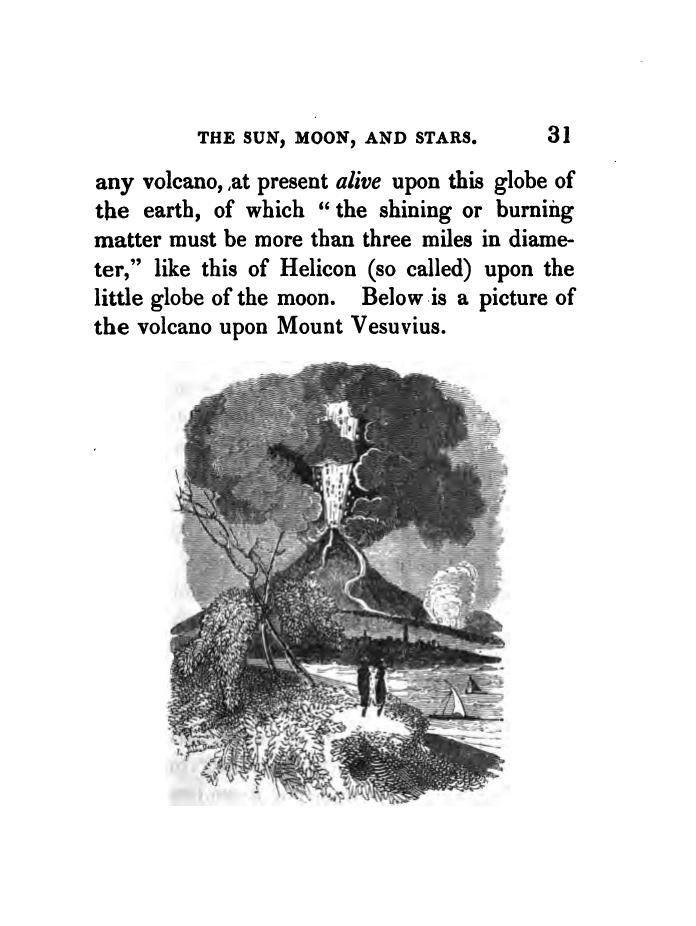 THE SUN, MOON, AND STARS. 31
any volcano, at present alive upon this globe of
the earth, of which “the shining or burning
matter must be more than three miles in diame-
ter,” like this of Helicon (so called) upon the
little globe of the moon. Below is a picture of
the volcano upon Mount Vesuvius.